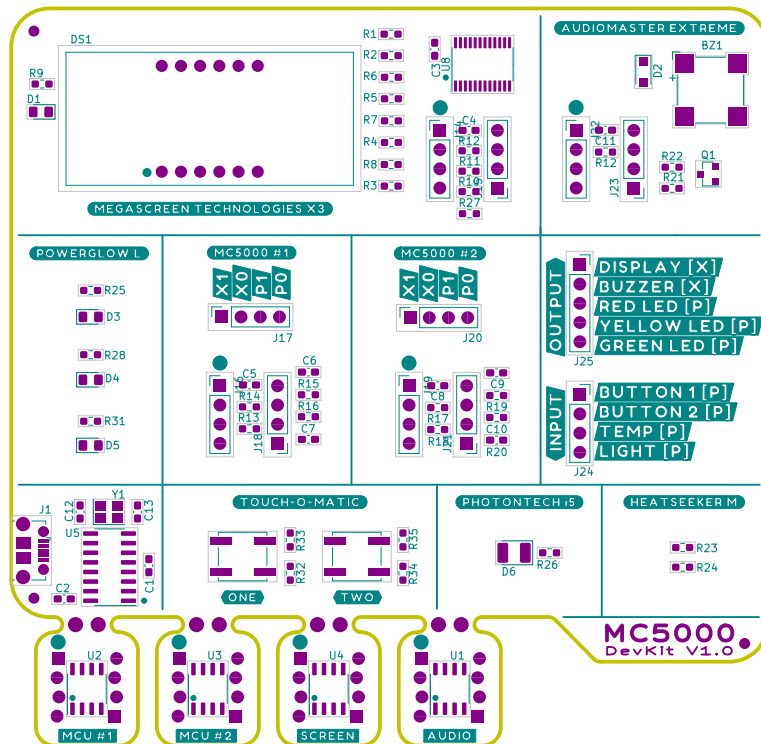 DS1
R1
R2
R6
R5
R7
R4
R8
R3
R9
D1
C3
U8
C4
R12
R11
R10
R27
MEGASCREEN TECHNOLOGIES X3
AUDIOMASTER EXTREME
BZ1
+
D2
J22
C11
R12
J23
R22
R21
Q1
POWERGLOW L
R25
D3
R28
D4
R31
D5
MC5000 #1
X1 X0 P1 P0
J17
C5
R14
R13
J18
C6
R15
R16
C7
MC5000 #2
X1 X0 P1 P0
J20
J19
C8
R17
R18
J21
C9
R19
C10
R20
OUTPUT
DISPLAY [X]
BUZZER [X]
RED LED [P]
YELLOW LED [P]
GREEN LED [P]
J25
INPUT
BUTTON 1 [P]
BUTTON 2 [P]
TEMP [P]
LIGHT [P]
J24
J1
C12
Y1
C13
U5
C1
C2
TOUCH-O-MATIC
R33
R32
ONE
R35
R34
TWO
PHOTONTECH i5
D6
R26
HEATSEEKER M
R23
R24
MC5000
DevKit V1.0
U2
MCU #1
U3
MCU #2
U4
SCREEN
U1
AUDIO